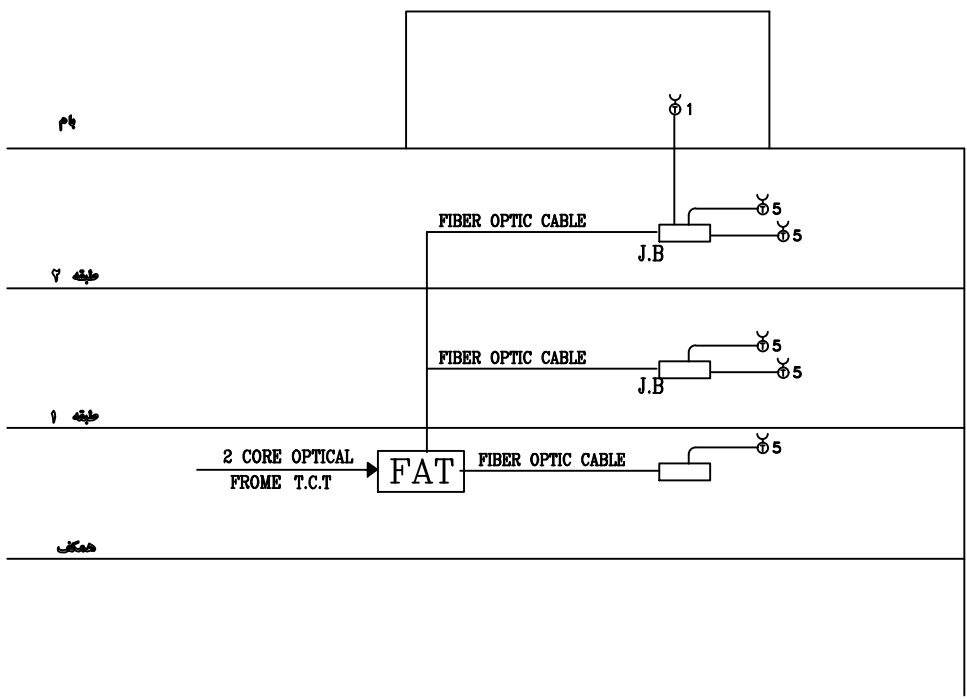 بام
T 1
T 5
FIBER OPTIC CABLE
T 5
J.B
طبقه ۲
T 5
FIBER OPTIC CABLE
T 5
J.B
طبقه ۱
T 5
2 CORE OPTICAL
FROME T.C.T
FAT
FIBER OPTIC CABLE
همکف